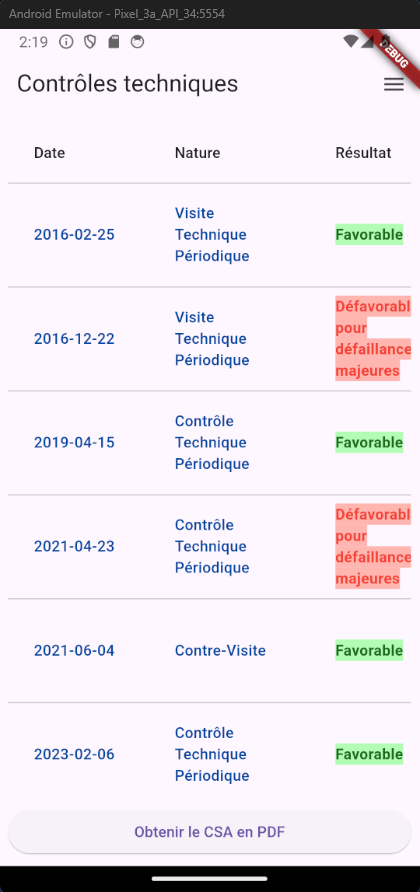 Android Emulator - Pixel_3a_API_34:5554
2:19
DEBUG
Contrôles techniques
Date Nature Résultat
2016-02-25
Visite
Technique
Périodique
Favorable
2016-12-22
Visite
Technique
Périodique
Défavorabl
pour
défaillance
majeures
2019-04-15
Contrôle
Technique
Périodique
Favorable
2021-04-23
Contrôle
Technique
Périodique
Défavorabl
pour
défaillance
majeures
2021-06-04
Contre-Visite
Favorable
2023-02-06
Contrôle
Technique
Périodique
Favorable
Obtenir le CSA en PDF